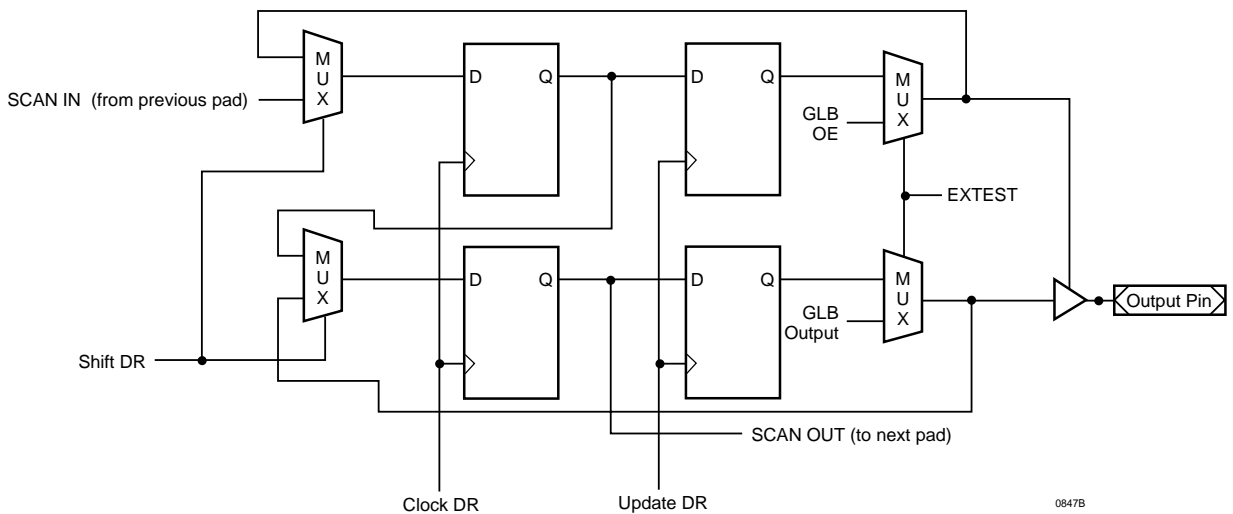 M
U
X
SCAN IN (from previous pad)
D
Q
D
Q
M
U
X
GLB
OE
EXTEST
M
U
X
D
Q
D
Q
M
U
X
GLB
Output
Output Pin
Shift DR
SCAN OUT (to next pad)
Clock DR
Update DR
0847B